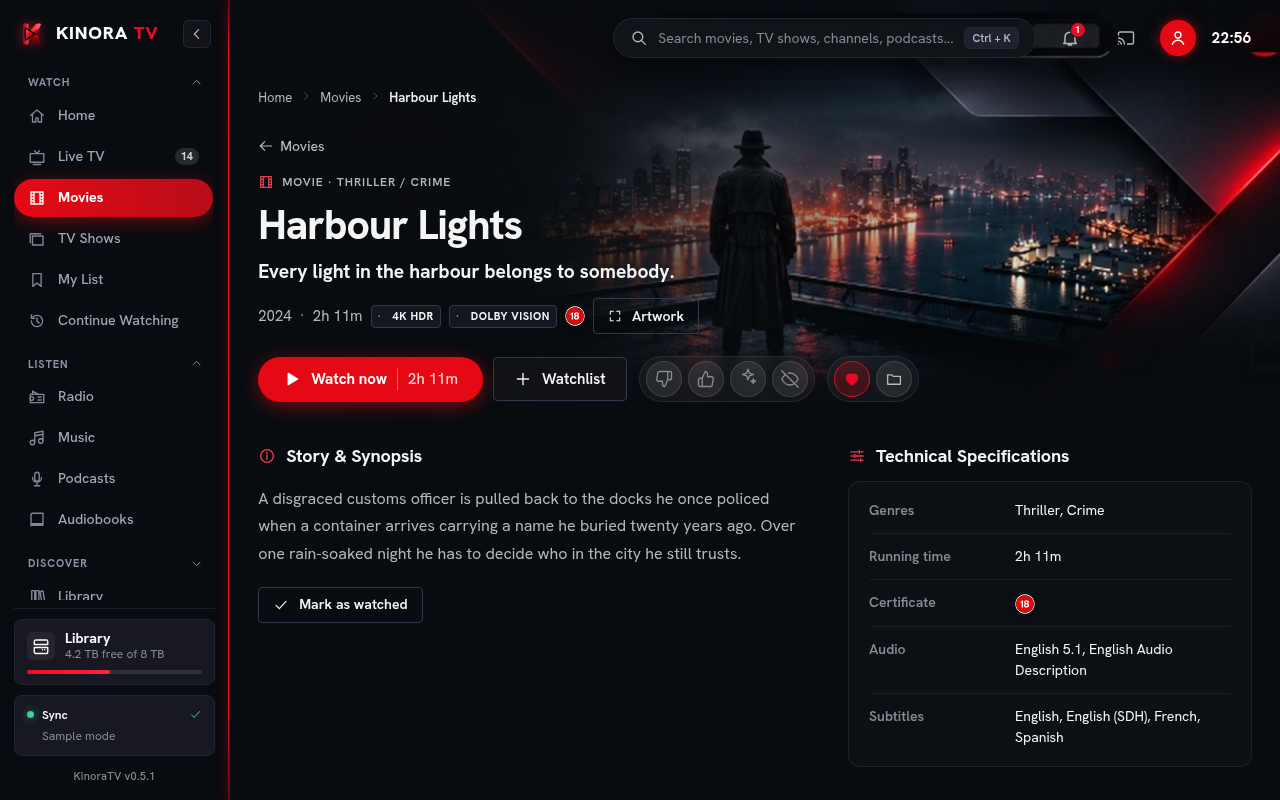 KINORA TV
WATCH
Home
Live TV
14
Movies
TV Shows
My List
Continue Watching
LISTEN
Radio
Music
Podcasts
Audiobooks
DISCOVER
Library
Library
4.2 TB free of 8 TB
Sync
Sample mode
KinoraTV v0.5.1
Search movies, TV shows, channels, podcasts...
Ctrl + K
1
22:56
Home
Movies
Harbour Lights
Movies
MOVIE · THRILLER / CRIME
Harbour Lights
Every light in the harbour belongs to somebody.
2024 · 2h 11m · 4K HDR · DOLBY VISION 18 Artwork
Watch now 2h 11m
Watchlist
Story & Synopsis
A disgraced customs officer is pulled back to the docks he once policed
when a container arrives carrying a name he buried twenty years ago. Over
one rain-soaked night he has to decide who in the city he still trusts.
Mark as watched
Technical Specifications
Genres
Thriller, Crime
Running time
2h 11m
Certificate
18
Audio
English 5.1, English Audio
Description
Subtitles
English, English (SDH), French,
Spanish